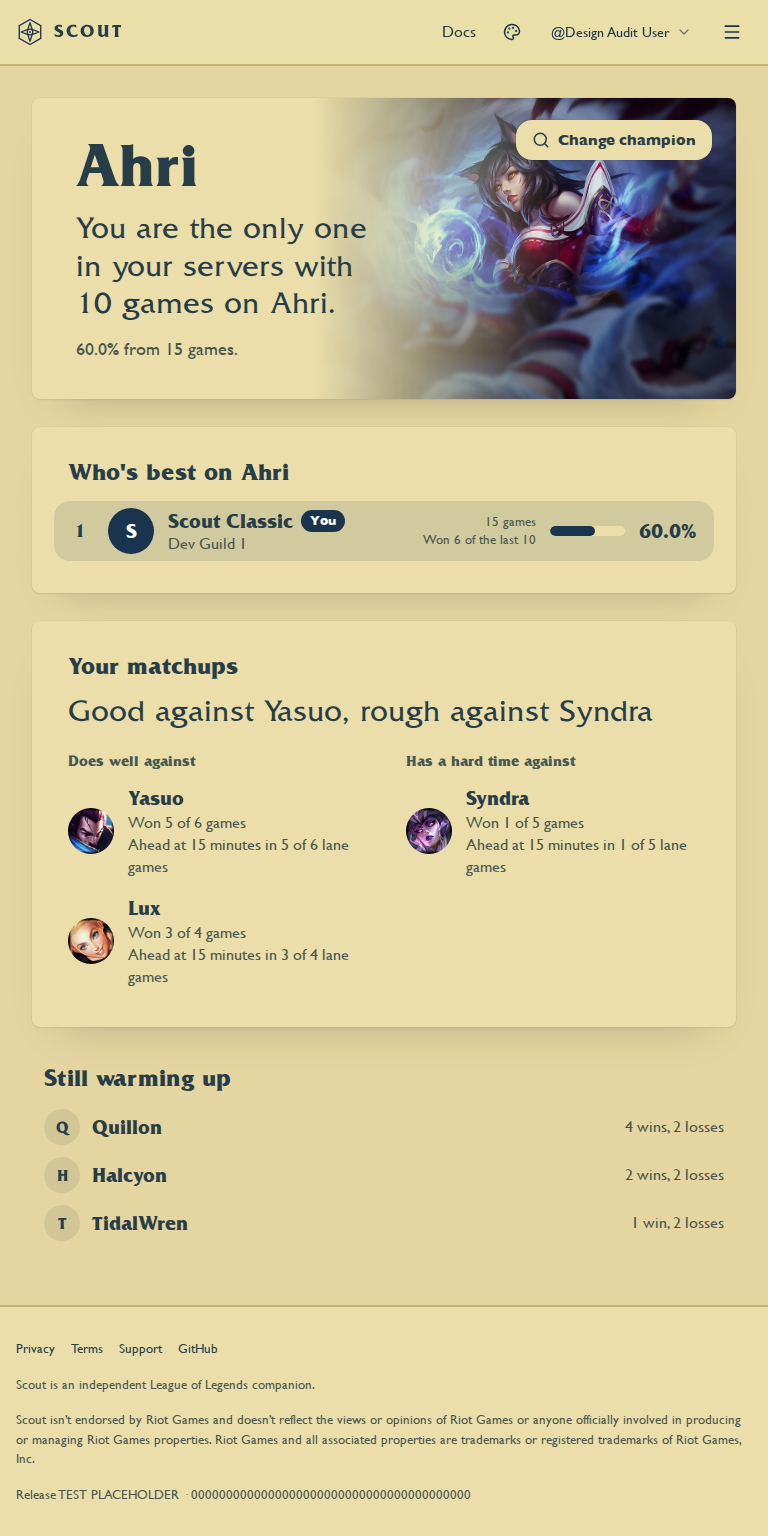 SCOUT
Docs
@Design Audit User
Change champion
Ahri
You are the only one
in your servers with
10 games on Ahri.
60.0% from 15 games.
Who's best on Ahri
1
S
Scout Classic You
Dev Guild 1
15 games
Won 6 of the last 10
60.0%
Your matchups
Good against Yasuo, rough against Syndra
Does well against
Yasuo
Won 5 of 6 games
Ahead at 15 minutes in 5 of 6 lane
games
Lux
Won 3 of 4 games
Ahead at 15 minutes in 3 of 4 lane
games
Has a hard time against
Syndra
Won 1 of 5 games
Ahead at 15 minutes in 1 of 5 lane
games
Still warming up
Q Quillon 4 wins, 2 losses
H Halcyon 2 wins, 2 losses
T TidalWren 1 win, 2 losses
Privacy Terms Support GitHub
Scout is an independent League of Legends companion.
Scout isn't endorsed by Riot Games and doesn't reflect the views or opinions of Riot Games or anyone officially involved in producing
or managing Riot Games properties. Riot Games and all associated properties are trademarks or registered trademarks of Riot Games,
Inc.
Release TEST PLACEHOLDER · 0000000000000000000000000000000000000000